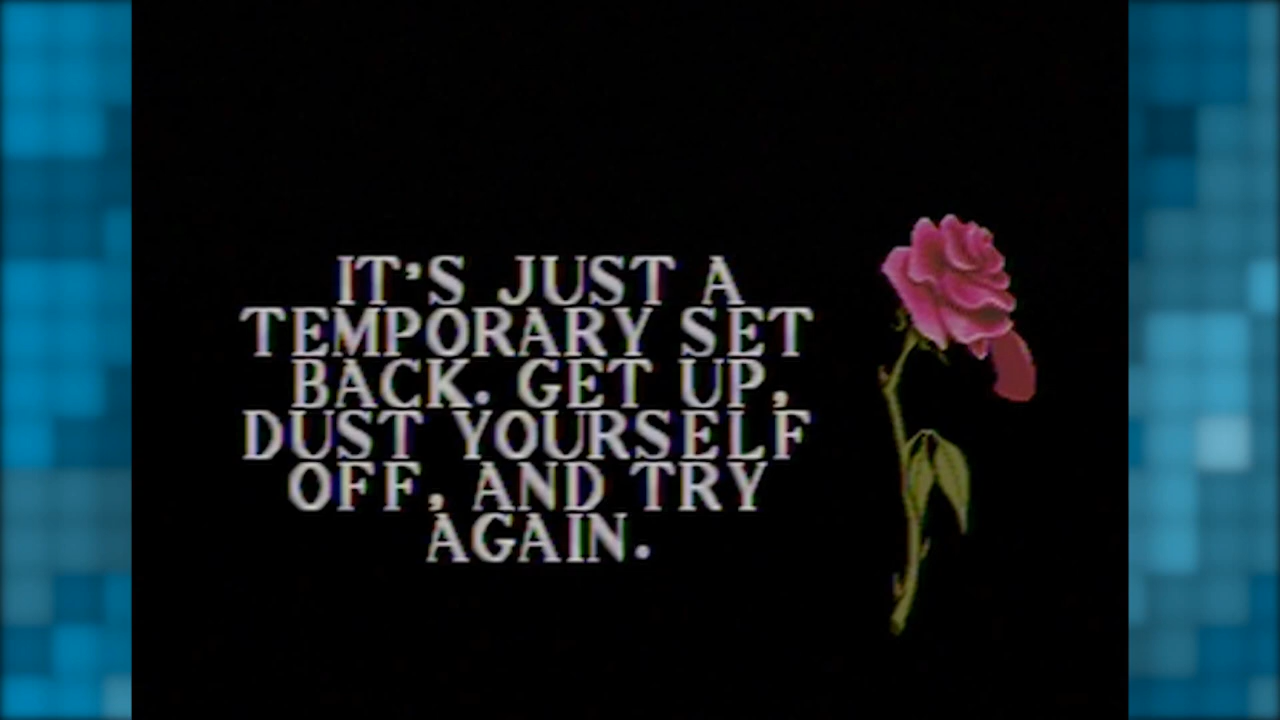 IT'S JUST A
TEMPORARY SET
BACK. GET UP,
DUST YOURSELF
OFF, AND TRY
AGAIN.